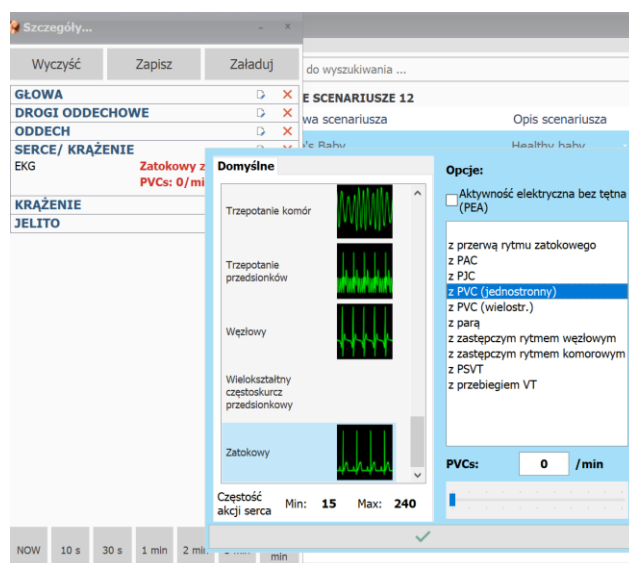 Szczegóły...
Wyczyść Zapisz Załaduj
GŁOWA
DROGI ODDECHOWE
ODDECH
SERCE/ KRĄŻENIE
EKG Zatokowy z
PVCs: 0/mi
KRĄŻENIE
JELITO
do wyszukiwania ...
E SCENARIUSZE 12
wa scenariusza Opis scenariusza
's Baby Healthy baby
Domyślne
Trzepotanie komór
Trzepotanie
przedsionków
Węzłowy
Wielokształtny
częstoskurcz
przedsionkowy
Zatokowy
Częstość
akcji serca Min: 15 Max: 240
Opcje:
Aktywność elektryczna bez tętna
(PEA)
z przerwą rytmu zatokowego
z PAC
z PJC
z PVC (jednostronny)
z PVC (wielostr.)
z parą
z zastępczym rytmem węzłowym
z zastępczym rytmem komorowym
z PSVT
z przebiegiem VT
PVCs: 0 /min
NOW 10 s 30 s 1 min 2 min
min